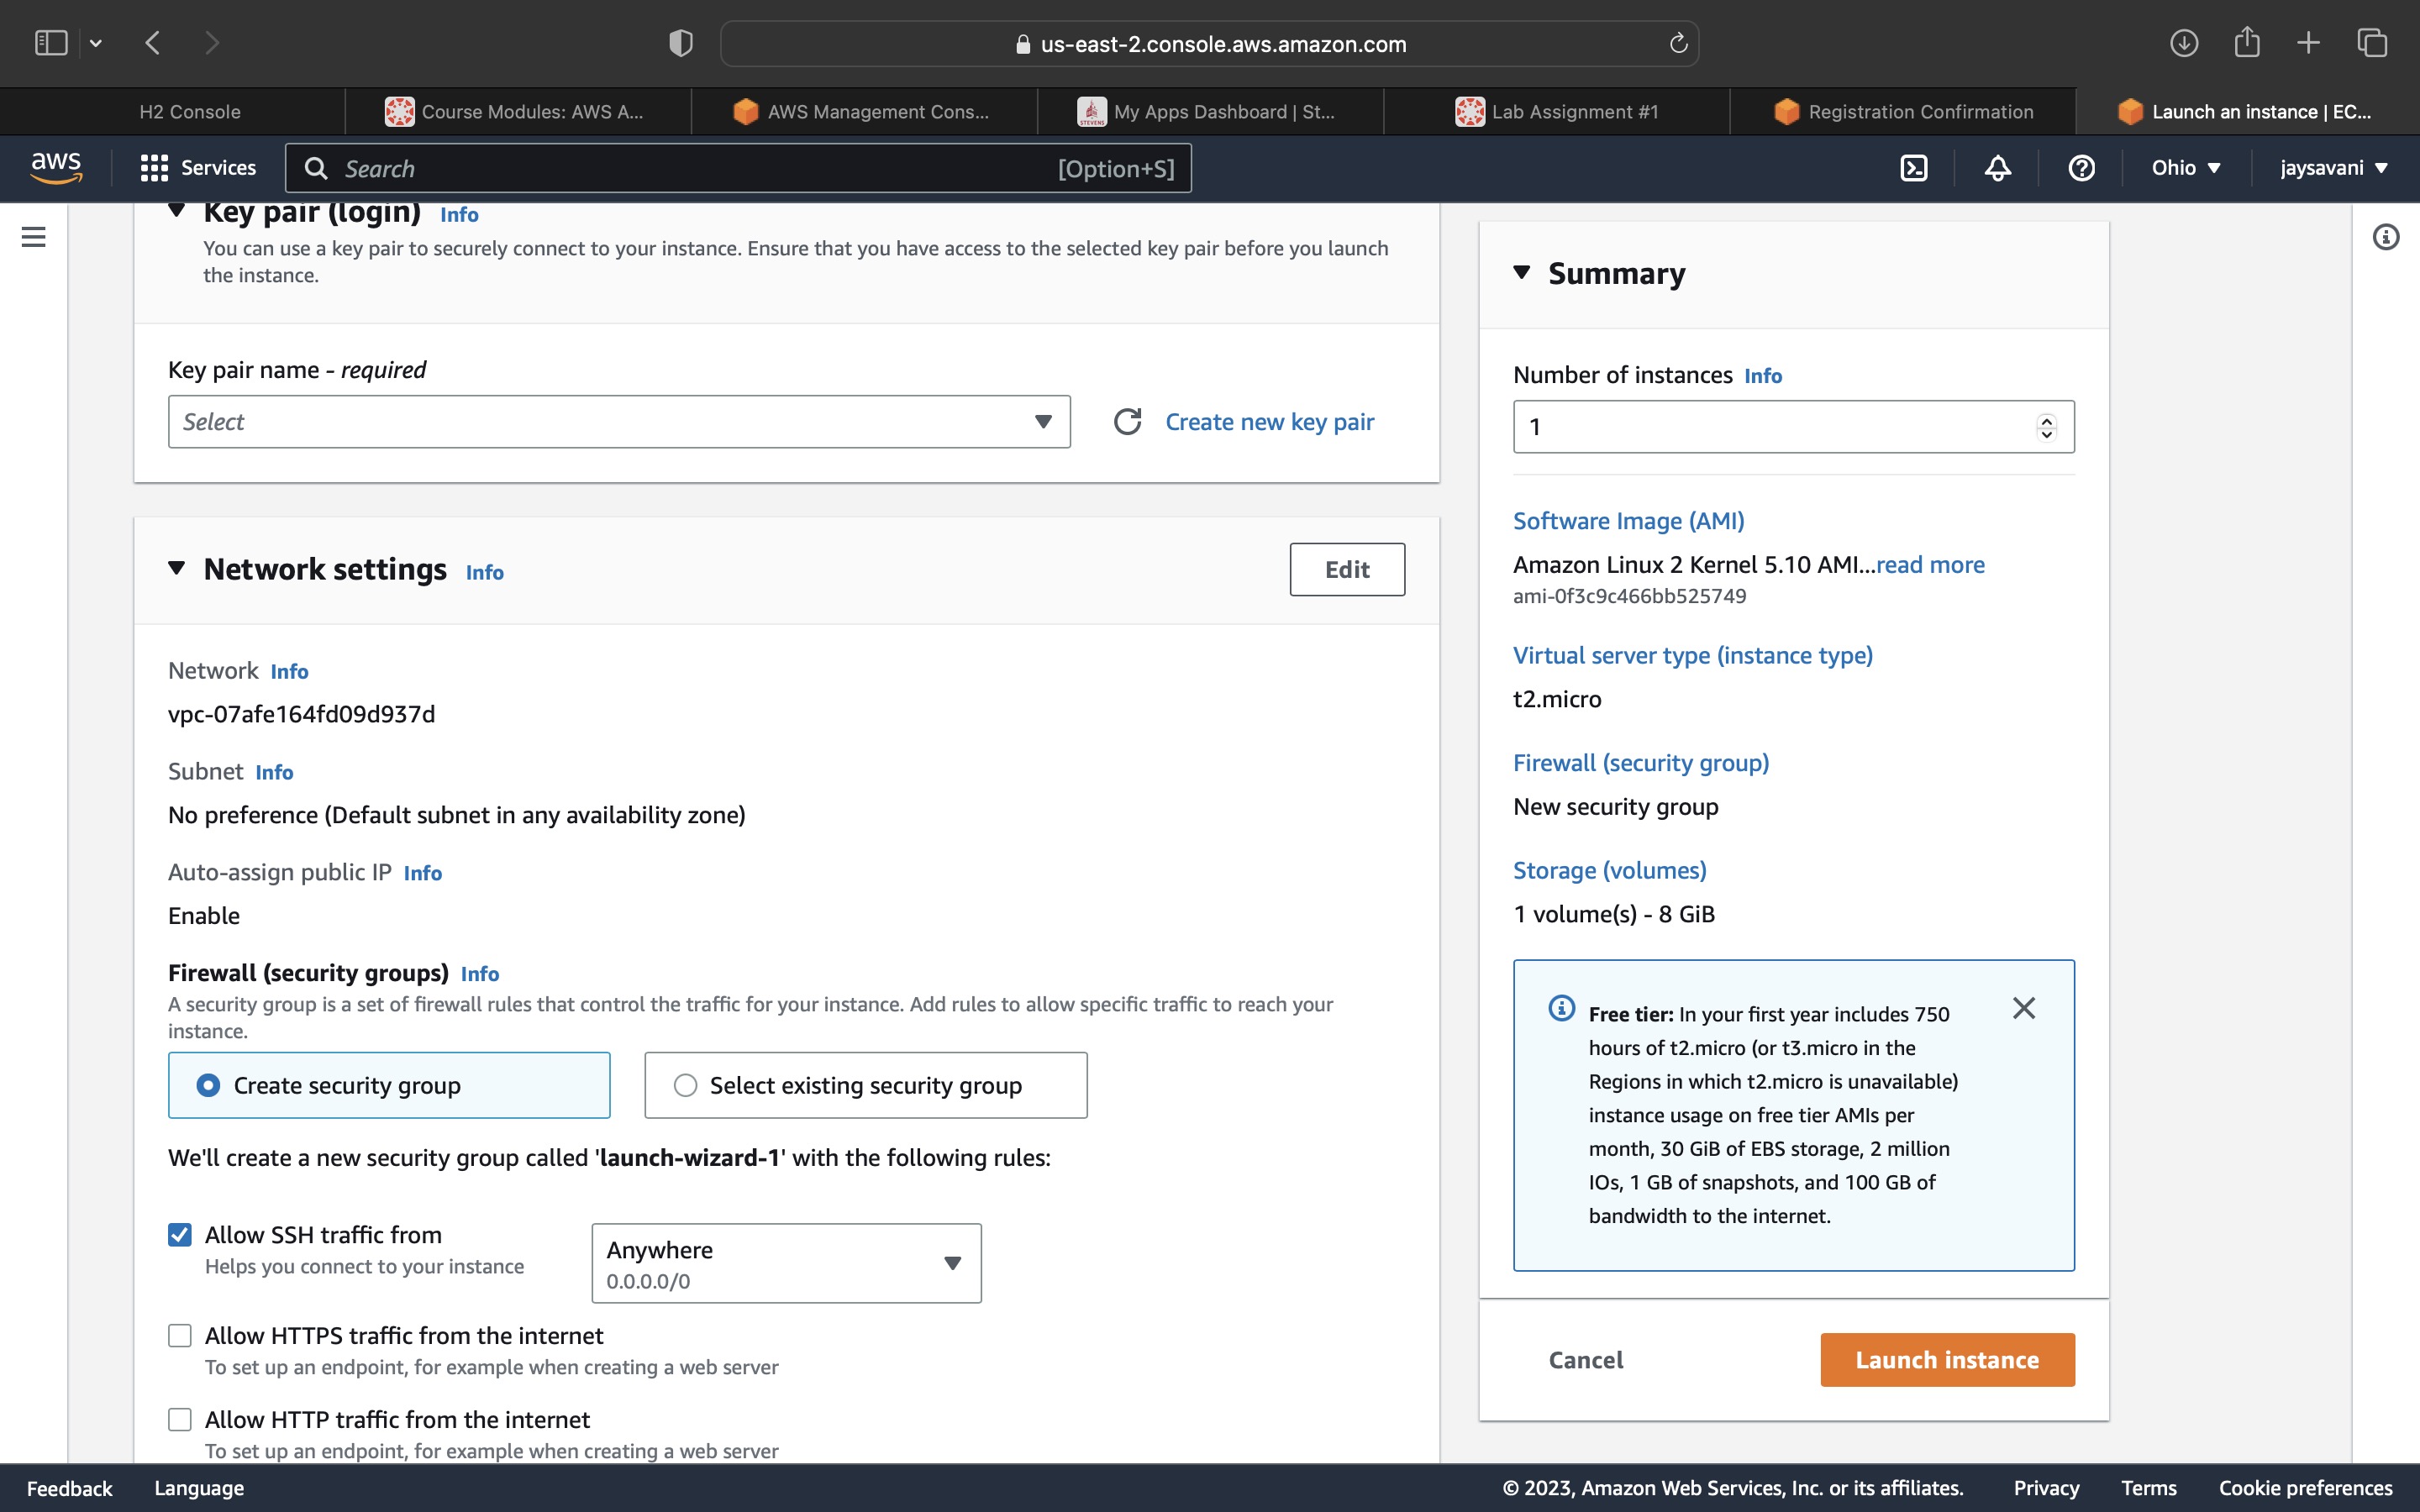 us-east-2.console.aws.amazon.com
H2 Console
Course Modules: AWS A...
AWS Management Cons...
My Apps Dashboard | St...
Lab Assignment #1
Registration Confirmation
Launch an instance | EC...
aws
Services
Search
[Option+S]
Ohio
jaysavani
Key pair (login) Info
You can use a key pair to securely connect to your instance. Ensure that you have access to the selected key pair before you launch
the instance.
Key pair name - required
Select
Create new key pair
Network settings Info
Edit
Network Info
vpc-07afe164fd09d937d
Subnet Info
No preference (Default subnet in any availability zone)
Auto-assign public IP Info
Enable
Firewall (security groups) Info
A security group is a set of firewall rules that control the traffic for your instance. Add rules to allow specific traffic to reach your
instance.
Create security group
Select existing security group
We'll create a new security group called 'launch-wizard-1' with the following rules:
Allow SSH traffic from
Helps you connect to your instance
Anywhere
0.0.0.0/0
Allow HTTPS traffic from the internet
To set up an endpoint, for example when creating a web server
Allow HTTP traffic from the internet
To set up an endpoint, for example when creating a web server
Summary
Number of instances Info
1
Software Image (AMI)
Amazon Linux 2 Kernel 5.10 AMI...read more
ami-0f3c9c466bb525749
Virtual server type (instance type)
t2.micro
Firewall (security group)
New security group
Storage (volumes)
1 volume(s) - 8 GiB
Free tier: In your first year includes 750
hours of t2.micro (or t3.micro in the
Regions in which t2.micro is unavailable)
instance usage on free tier AMIs per
month, 30 GiB of EBS storage, 2 million
IOs, 1 GB of snapshots, and 100 GB of
bandwidth to the internet.
Cancel
Launch instance
Feedback
Language
© 2023, Amazon Web Services, Inc. or its affiliates.
Privacy
Terms
Cookie preferences